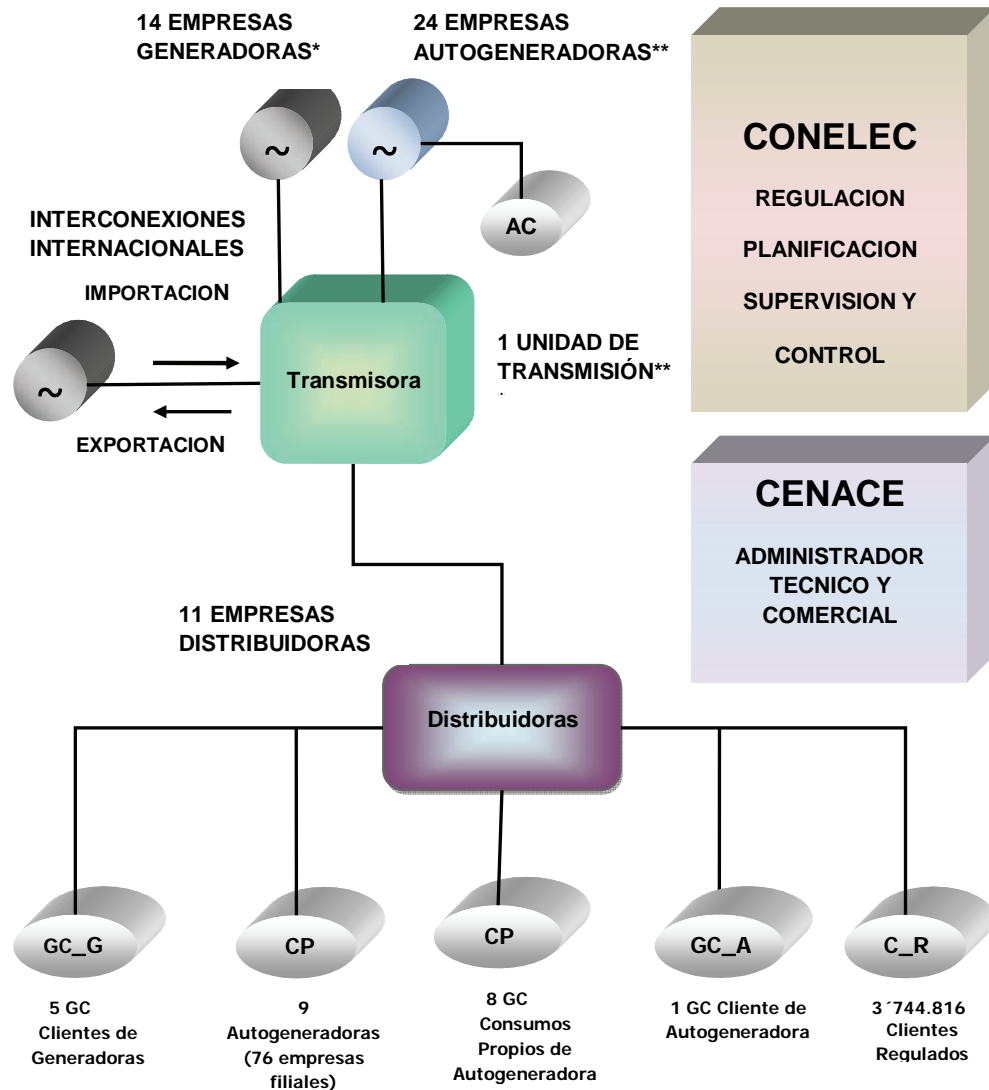 14 EMPRESAS
GENERADORAS*
24 EMPRESAS
AUTOGENERADORAS**
~
~
AC
INTERCONEXIONES
INTERNACIONALES
IMPORTACION
~
Transmisora
EXPORTACION
1 UNIDAD DE
TRANSMISIÓN**
*
CONELEC
REGULACION
PLANIFICACION
SUPERVISION Y
CONTROL
CENACE
ADMINISTRADOR
TECNICO Y
COMERCIAL
11 EMPRESAS
DISTRIBUIDORAS
Distribuidoras
GC_G
CP
CP
GC_A
C_R
5 GC
Clientes de
Generadoras
9
Autogeneradoras
(76 empresas
filiales)
8 GC
Consumos
Propios de
Autogeneradora
1 GC Cliente de
Autogeneradora
3´744.816
Clientes
Regulados